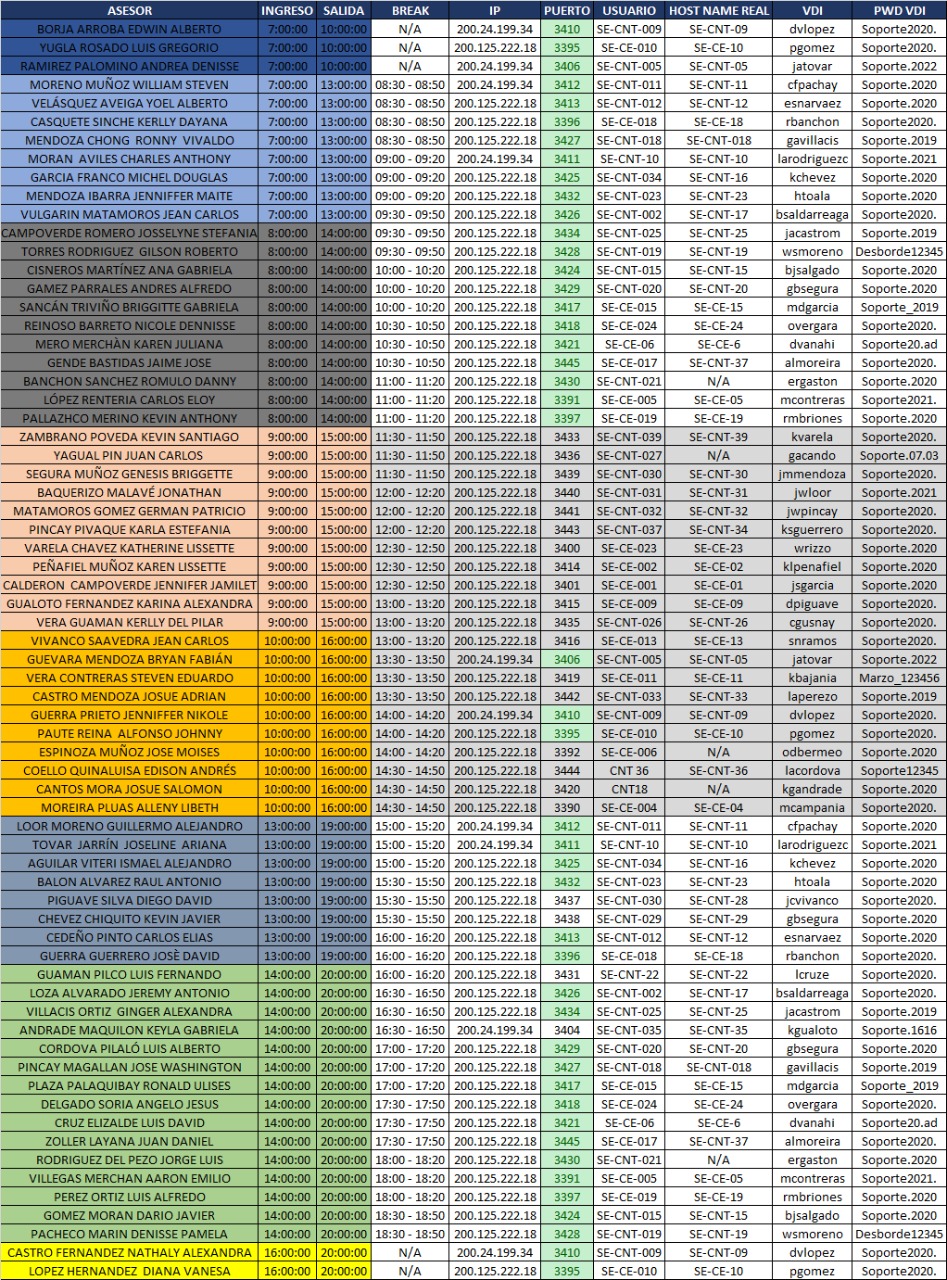 ASESOR INGRESO SALIDA BREAK IP PUERTO USUARIO HOST NAME REAL VDI PWD VDI
BORJA ARROBA EDWIN ALBERTO 7:00:00 10:00:00 N/A 200.24.199.34 3410 SE-CNT-009 SE-CNT-09 dvlopez Soporte2020.
YUGLA ROSADO LUIS GREGORIO 7:00:00 10:00:00 N/A 200.125.222.18 3395 SE-CE-010 SE-CE-10 pgomez Soporte.2020
RAMIREZ PALOMINO ANDREA DENISSE 7:00:00 10:00:00 N/A 200.24.199.34 3406 SE-CNT-005 SE-CNT-05 jatovar Soporte.2022
MORENO MUÑOZ WILLIAM STEVEN 7:00:00 13:00:00 08:30 - 08:50 200.24.199.34 3412 SE-CNT-011 SE-CNT-11 cfpachay Soporte.2020
VELÁSQUEZ AVEIGA YOEL ALBERTO 7:00:00 13:00:00 08:30 - 08:50 200.125.222.18 3413 SE-CNT-012 SE-CNT-12 esnarvaez Soporte2020.
CASQUETE SINCHE KERLLY DAYANA 7:00:00 13:00:00 08:30 - 08:50 200.125.222.18 3396 SE-CE-018 SE-CE-18 rbanchon Soporte.2020
MENDOZA CHONG RONNY VIVALDO 7:00:00 13:00:00 08:30 - 08:50 200.125.222.18 3427 SE-CNT-018 SE-CNT-018 gavillacis Soporte.2019
MORAN AVILES CHARLES ANTHONY 7:00:00 13:00:00 09:00 - 09:20 200.24.199.34 3411 SE-CNT-10 SE-CNT-10 larodriguezc Soporte.2021
GARCIA FRANCO MICHEL DOUGLAS 7:00:00 13:00:00 09:00 - 09:20 200.125.222.18 3425 SE-CNT-034 SE-CNT-16 kchevez Soporte.2020
MENDOZA IBARRA JENNIFFER MAITE 7:00:00 13:00:00 09:00 - 09:20 200.125.222.18 3432 SE-CNT-023 SE-CNT-23 htoala Soporte.2020
VULGARIN MATAMOROS JEAN CARLOS 7:00:00 13:00:00 09:30 - 09:50 200.125.222.18 3426 SE-CNT-002 SE-CNT-17 bsaldarreaga Soporte2020.
CAMPOVERDE ROMERO JOSSELYNE STEFANIA 8:00:00 14:00:00 09:30 - 09:50 200.125.222.18 3434 SE-CNT-025 SE-CNT-25 jacastrom Soporte.2019
TORRES RODRIGUEZ GILSON ROBERTO 8:00:00 14:00:00 09:30 - 09:50 200.125.222.18 3428 SE-CNT-019 SE-CNT-19 wsmoreno Desborde12345
CISNEROS MARTÍNEZ ANA GABRIELA 8:00:00 14:00:00 10:00 - 10:20 200.125.222.18 3424 SE-CNT-015 SE-CNT-15 bjsalgado Soporte.2020
GAMEZ PARRALES ANDRES ALFREDO 8:00:00 14:00:00 10:00 - 10:20 200.125.222.18 3429 SE-CNT-020 SE-CNT-20 gbsegura Soporte.2020
SANCÁN TRIVIÑO BRIGGITTE GABRIELA 8:00:00 14:00:00 10:00 - 10:20 200.125.222.18 3417 SE-CE-015 SE-CE-15 mdgarcia Soporte_2019
REINOSO BARRETO NICOLE DENNISSE 8:00:00 14:00:00 10:30 - 10:50 200.125.222.18 3418 SE-CE-024 SE-CE-24 overgara Soporte2020.
MERO MERCHÀN KAREN JULIANA 8:00:00 14:00:00 10:30 - 10:50 200.125.222.18 3421 SE-CE-06 SE-CE-6 dvanahi Soporte20.ad
GENDE BASTIDAS JAIME JOSE 8:00:00 14:00:00 10:30 - 10:50 200.125.222.18 3445 SE-CE-017 SE-CNT-37 almoreira Soporte2020.
BANCHON SANCHEZ ROMULO DANNY 8:00:00 14:00:00 11:00 - 11:20 200.125.222.18 3430 SE-CNT-021 N/A ergaston Soporte.2020
LÓPEZ RENTERIA CARLOS ELOY 8:00:00 14:00:00 11:00 - 11:20 200.125.222.18 3391 SE-CE-005 SE-CE-05 mcontreras Soporte2021.
PALLAZHCO MERINO KEVIN ANTHONY 8:00:00 14:00:00 11:00 - 11:20 200.125.222.18 3397 SE-CE-019 SE-CE-19 rmbriones Soporte.2020
ZAMBRANO POVEDA KEVIN SANTIAGO 9:00:00 15:00:00 11:30 - 11:50 200.125.222.18 3433 SE-CNT-039 SE-CNT-39 kvarela Soporte2020.
YAGUAL PIN JUAN CARLOS 9:00:00 15:00:00 11:30 - 11:50 200.125.222.18 3436 SE-CNT-027 N/A gacando Soporte.07.03
SEGURA MUÑOZ GENESIS BRIGGETTE 9:00:00 15:00:00 11:30 - 11:50 200.125.222.18 3439 SE-CNT-030 SE-CNT-30 jmmendoza Soporte2020.
BAQUERIZO MALAVÉ JONATHAN 9:00:00 15:00:00 12:00 - 12:20 200.125.222.18 3440 SE-CNT-031 SE-CNT-31 jwloor Soporte.2021
MATAMOROS GOMEZ GERMAN PATRICIO 9:00:00 15:00:00 12:00 - 12:20 200.125.222.18 3441 SE-CNT-032 SE-CNT-32 jwpincay Soporte2020.
PINCAY PIVAQUE KARLA ESTEFANIA 9:00:00 15:00:00 12:00 - 12:20 200.125.222.18 3443 SE-CNT-037 SE-CNT-34 ksguerrero Soporte2020.
VARELA CHAVEZ KATHERINE LISSETTE 9:00:00 15:00:00 12:30 - 12:50 200.125.222.18 3400 SE-CE-023 SE-CE-23 wrizzo Soporte.2020
PEÑAFIEL MUÑOZ KAREN LISSETTE 9:00:00 15:00:00 12:30 - 12:50 200.125.222.18 3414 SE-CE-002 SE-CE-02 klpenafiel Soporte2020.
CALDERON CAMPOVERDE JENNIFER JAMILET 9:00:00 15:00:00 12:30 - 12:50 200.125.222.18 3401 SE-CE-001 SE-CE-01 jsgarcia Soporte.2020
GUALOTO FERNANDEZ KARINA ALEXANDRA 9:00:00 15:00:00 13:00 - 13:20 200.125.222.18 3415 SE-CE-009 SE-CE-09 dpiguave Soporte2020.
VERA GUAMAN KERLLY DEL PILAR 9:00:00 15:00:00 13:00 - 13:20 200.125.222.18 3435 SE-CNT-026 SE-CNT-26 cgusnay Soporte2020.
VIVANCO SAAVEDRA JEAN CARLOS 10:00:00 16:00:00 13:00 - 13:20 200.125.222.18 3416 SE-CE-013 SE-CE-13 snramos Soporte.2020
GUEVARA MENDOZA BRYAN FABIÁN 10:00:00 16:00:00 13:30 - 13:50 200.24.199.34 3406 SE-CNT-005 SE-CNT-05 jatovar Soporte.2022
VERA CONTRERAS STEVEN EDUARDO 10:00:00 16:00:00 13:30 - 13:50 200.125.222.18 3419 SE-CE-011 SE-CE-11 kbajania Marzo_123456
CASTRO MENDOZA JOSUE ADRIAN 10:00:00 16:00:00 13:30 - 13:50 200.125.222.18 3442 SE-CNT-033 SE-CNT-33 laperezo Soporte.2019
GUERRA PRIETO JENNIFFER NIKOLE 10:00:00 16:00:00 14:00 - 14:20 200.24.199.34 3410 SE-CNT-009 SE-CNT-09 dvlopez Soporte2020.
PAUTE REINA ALFONSO JOHNNY 10:00:00 16:00:00 14:00 - 14:20 200.125.222.18 3395 SE-CE-010 SE-CE-10 pgomez Soporte.2020
ESPINOZA MUÑOZ JOSE MOISES 10:00:00 16:00:00 14:00 - 14:20 200.125.222.18 3392 SE-CE-006 N/A odbermeo Soporte.2020
COELLO QUINALUISA EDISON ANDRÉS 10:00:00 16:00:00 14:30 - 14:50 200.125.222.18 3444 CNT 36 SE-CNT-36 lacordova Soporte12345
CANTOS MORA JOSUE SALOMON 10:00:00 16:00:00 14:30 - 14:50 200.125.222.18 3420 CNT18 N/A kgandrade Soporte.2020
MOREIRA PLUAS ALLENY LIBETH 10:00:00 16:00:00 14:30 - 14:50 200.125.222.18 3390 SE-CE-004 SE-CE-04 mcampania Soporte.2020
LOOR MORENO GUILLERMO ALEJANDRO 13:00:00 19:00:00 15:00 - 15:20 200.24.199.34 3412 SE-CNT-011 SE-CNT-11 cfpachay Soporte.2020
TOVAR JARRÍN JOSELINE ARIANA 13:00:00 19:00:00 15:00 - 15:20 200.24.199.34 3411 SE-CNT-10 SE-CNT-10 larodriguezc Soporte.2021
AGUILAR VITERI ISMAEL ALEJANDRO 13:00:00 19:00:00 15:00 - 15:20 200.125.222.18 3425 SE-CNT-034 SE-CNT-16 kchevez Soporte.2020
BALON ALVAREZ RAUL ANTONIO 13:00:00 19:00:00 15:30 - 15:50 200.125.222.18 3432 SE-CNT-023 SE-CNT-23 htoala Soporte.2020
PIGUAVE SILVA DIEGO DAVID 13:00:00 19:00:00 15:30 - 15:50 200.125.222.18 3437 SE-CNT-030 SE-CNT-28 jcvivanco Soporte.2020
CHEVEZ CHIQUITO KEVIN JAVIER 13:00:00 19:00:00 15:30 - 15:50 200.125.222.18 3438 SE-CNT-029 SE-CNT-29 gbsegura Soporte.2020
CEDEÑO PINTO CARLOS ELIAS 13:00:00 19:00:00 16:00 - 16:20 200.125.222.18 3413 SE-CNT-012 SE-CNT-12 esnarvaez Soporte2020.
GUERRA GUERRERO JOSÈ DAVID 13:00:00 19:00:00 16:00 - 16:20 200.125.222.18 3396 SE-CE-018 SE-CE-18 rbanchon Soporte.2020
GUAMAN PILCO LUIS FERNANDO 14:00:00 20:00:00 16:00 - 16:20 200.125.222.18 3431 SE-CNT-22 SE-CNT-22 lcruze Soporte.2020
LOZA ALVARADO JEREMY ANTONIO 14:00:00 20:00:00 16:30 - 16:50 200.125.222.18 3426 SE-CNT-002 SE-CNT-17 bsaldarreaga Soporte2020.
VILLACIS ORTIZ GINGER ALEXANDRA 14:00:00 20:00:00 16:30 - 16:50 200.125.222.18 3434 SE-CNT-025 SE-CNT-25 jacastrom Soporte.2019
ANDRADE MAQUILON KEYLA GABRIELA 14:00:00 20:00:00 16:30 - 16:50 200.24.199.34 3404 SE-CNT-035 SE-CNT-35 kgualoto Soporte.1616
CORDOVA PILALÓ LUIS ALBERTO 14:00:00 20:00:00 17:00 - 17:20 200.125.222.18 3429 SE-CNT-020 SE-CNT-20 gbsegura Soporte.2020
PINCAY MAGALLAN JOSE WASHINGTON 14:00:00 20:00:00 17:00 - 17:20 200.125.222.18 3427 SE-CNT-018 SE-CNT-018 gavillacis Soporte.2019
PLAZA PALAQUIBAY RONALD ULISES 14:00:00 20:00:00 17:00 - 17:20 200.125.222.18 3417 SE-CE-015 SE-CE-15 mdgarcia Soporte_2019
DELGADO SORIA ANGELO JESUS 14:00:00 20:00:00 17:30 - 17:50 200.125.222.18 3418 SE-CE-024 SE-CE-24 overgara Soporte2020.
CRUZ ELIZALDE LUIS DAVID 14:00:00 20:00:00 17:30 - 17:50 200.125.222.18 3421 SE-CE-06 SE-CE-6 dvanahi Soporte20.ad
ZOLLER LAYANA JUAN DANIEL 14:00:00 20:00:00 17:30 - 17:50 200.125.222.18 3445 SE-CE-017 SE-CNT-37 almoreira Soporte2020.
RODRIGUEZ DEL PEZO JORGE LUIS 14:00:00 20:00:00 18:00 - 18:20 200.125.222.18 3430 SE-CNT-021 N/A ergaston Soporte.2020
VILLEGAS MERCHAN AARON EMILIO 14:00:00 20:00:00 18:00 - 18:20 200.125.222.18 3391 SE-CE-005 SE-CE-05 mcontreras Soporte2021.
PEREZ ORTIZ LUIS ALFREDO 14:00:00 20:00:00 18:00 - 18:20 200.125.222.18 3397 SE-CE-019 SE-CE-19 rmbriones Soporte.2020
GOMEZ MORAN DARIO JAVIER 14:00:00 20:00:00 18:30 - 18:50 200.125.222.18 3424 SE-CNT-015 SE-CNT-15 bjsalgado Soporte.2020
PACHECO MARIN DENISSE PAMELA 14:00:00 20:00:00 18:30 - 18:50 200.125.222.18 3428 SE-CNT-019 SE-CNT-19 wsmoreno Desborde12345
CASTRO FERNANDEZ NATHALY ALEXANDRA 16:00:00 20:00:00 N/A 200.24.199.34 3410 SE-CNT-009 SE-CNT-09 dvlopez Soporte2020.
LOPEZ HERNANDEZ DIANA VANESA 16:00:00 20:00:00 N/A 200.125.222.18 3395 SE-CE-010 SE-CE-10 pgomez Soporte.2020